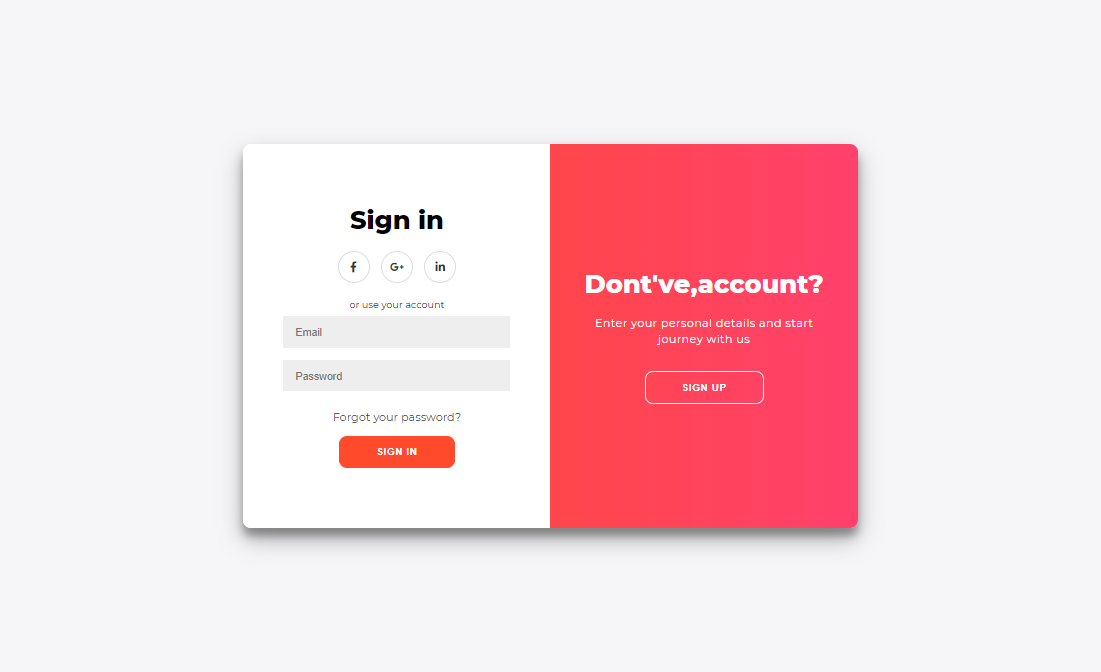 Sign in
f
G+
in
or use your account
Email
Password
Forgot your password?
SIGN IN
Dont've,account?
Enter your personal details and start
journey with us
SIGN UP